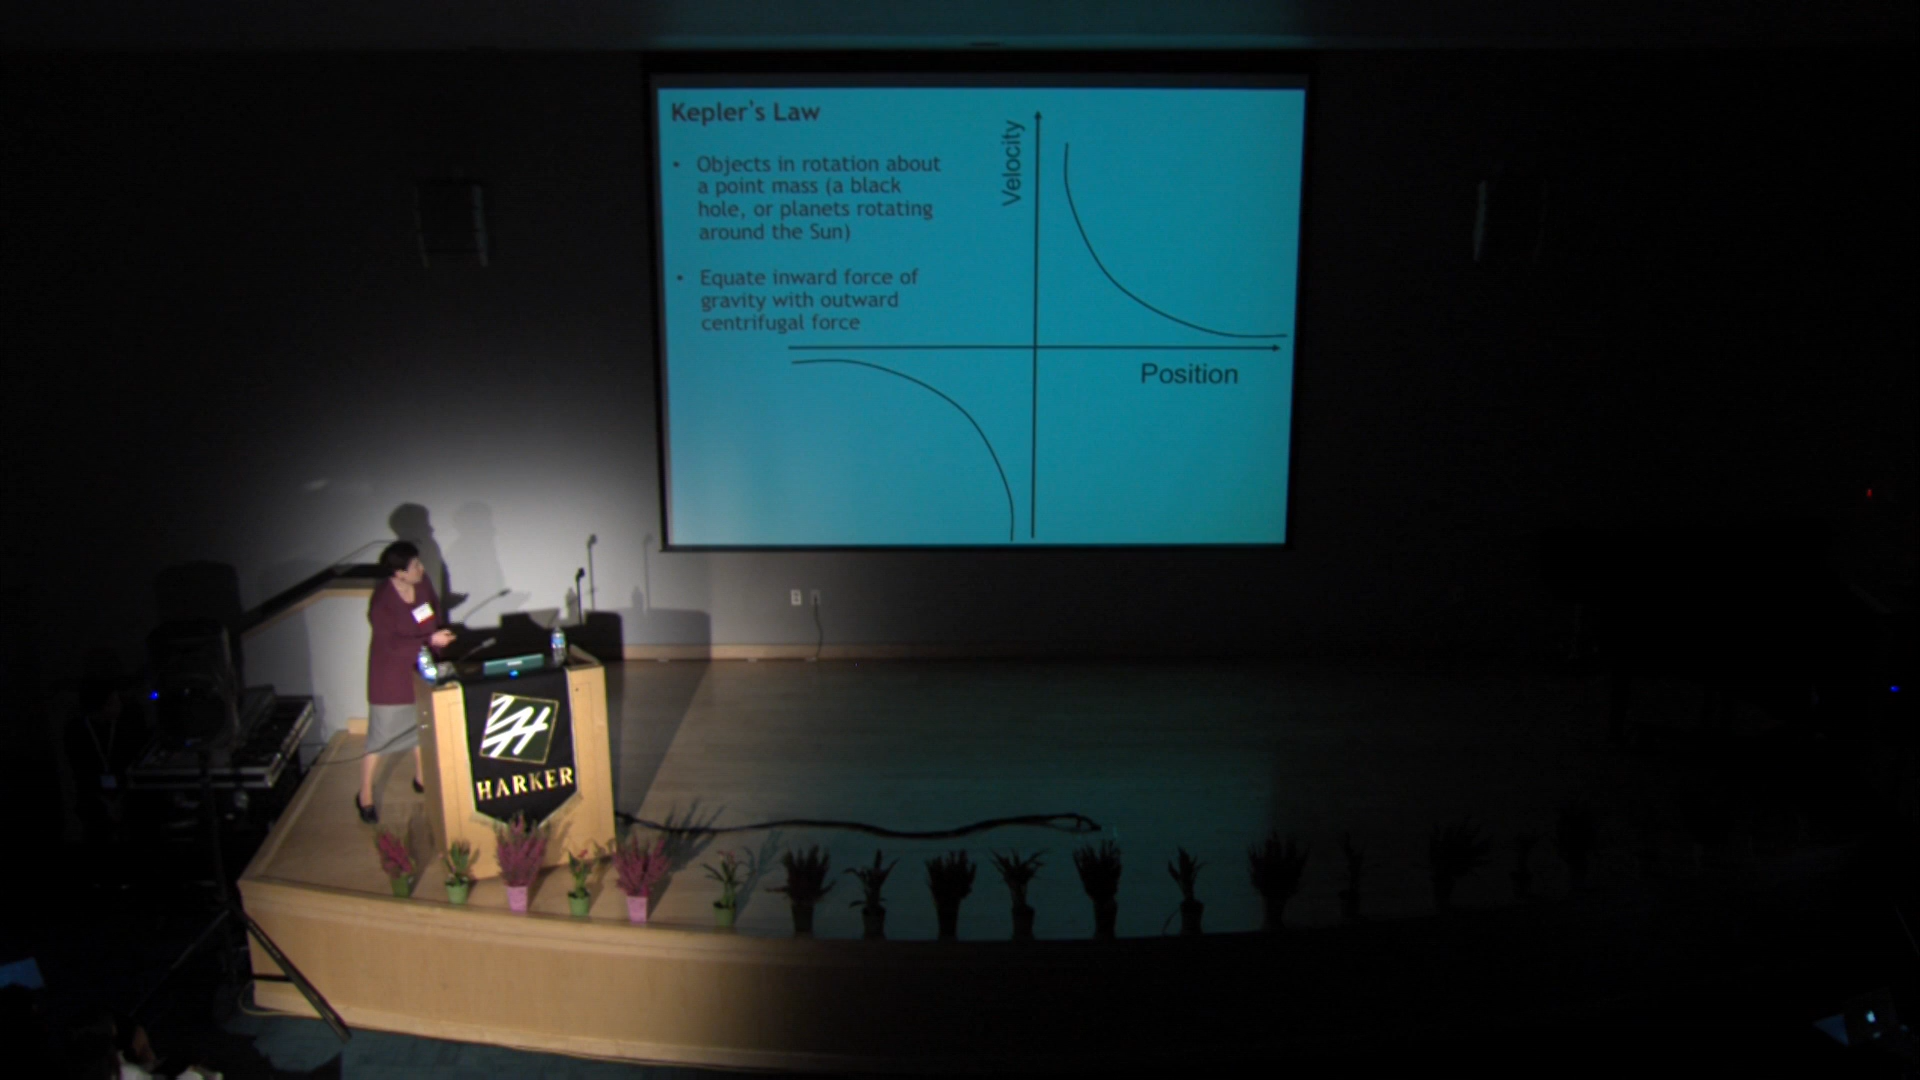 Kepler's Law
• Objects in rotation about
a point mass (a black
hole, or planets rotating
around the Sun)
• Equate inward force of
gravity with outward
centrifugal force
Velocity
Position
HARKER